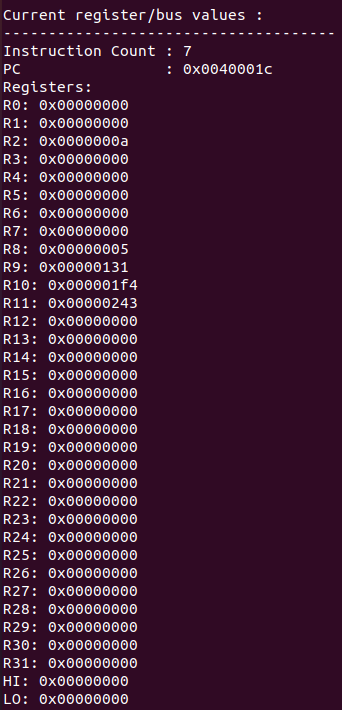 Current register/bus values :
-------------------------------------
Instruction Count : 7
PC                : 0x0040001c
Registers:
R0: 0x00000000
R1: 0x00000000
R2: 0x0000000a
R3: 0x00000000
R4: 0x00000000
R5: 0x00000000
R6: 0x00000000
R7: 0x00000000
R8: 0x00000005
R9: 0x00000131
R10: 0x000001f4
R11: 0x00000243
R12: 0x00000000
R13: 0x00000000
R14: 0x00000000
R15: 0x00000000
R16: 0x00000000
R17: 0x00000000
R18: 0x00000000
R19: 0x00000000
R20: 0x00000000
R21: 0x00000000
R22: 0x00000000
R23: 0x00000000
R24: 0x00000000
R25: 0x00000000
R26: 0x00000000
R27: 0x00000000
R28: 0x00000000
R29: 0x00000000
R30: 0x00000000
R31: 0x00000000
HI: 0x00000000
LO: 0x00000000